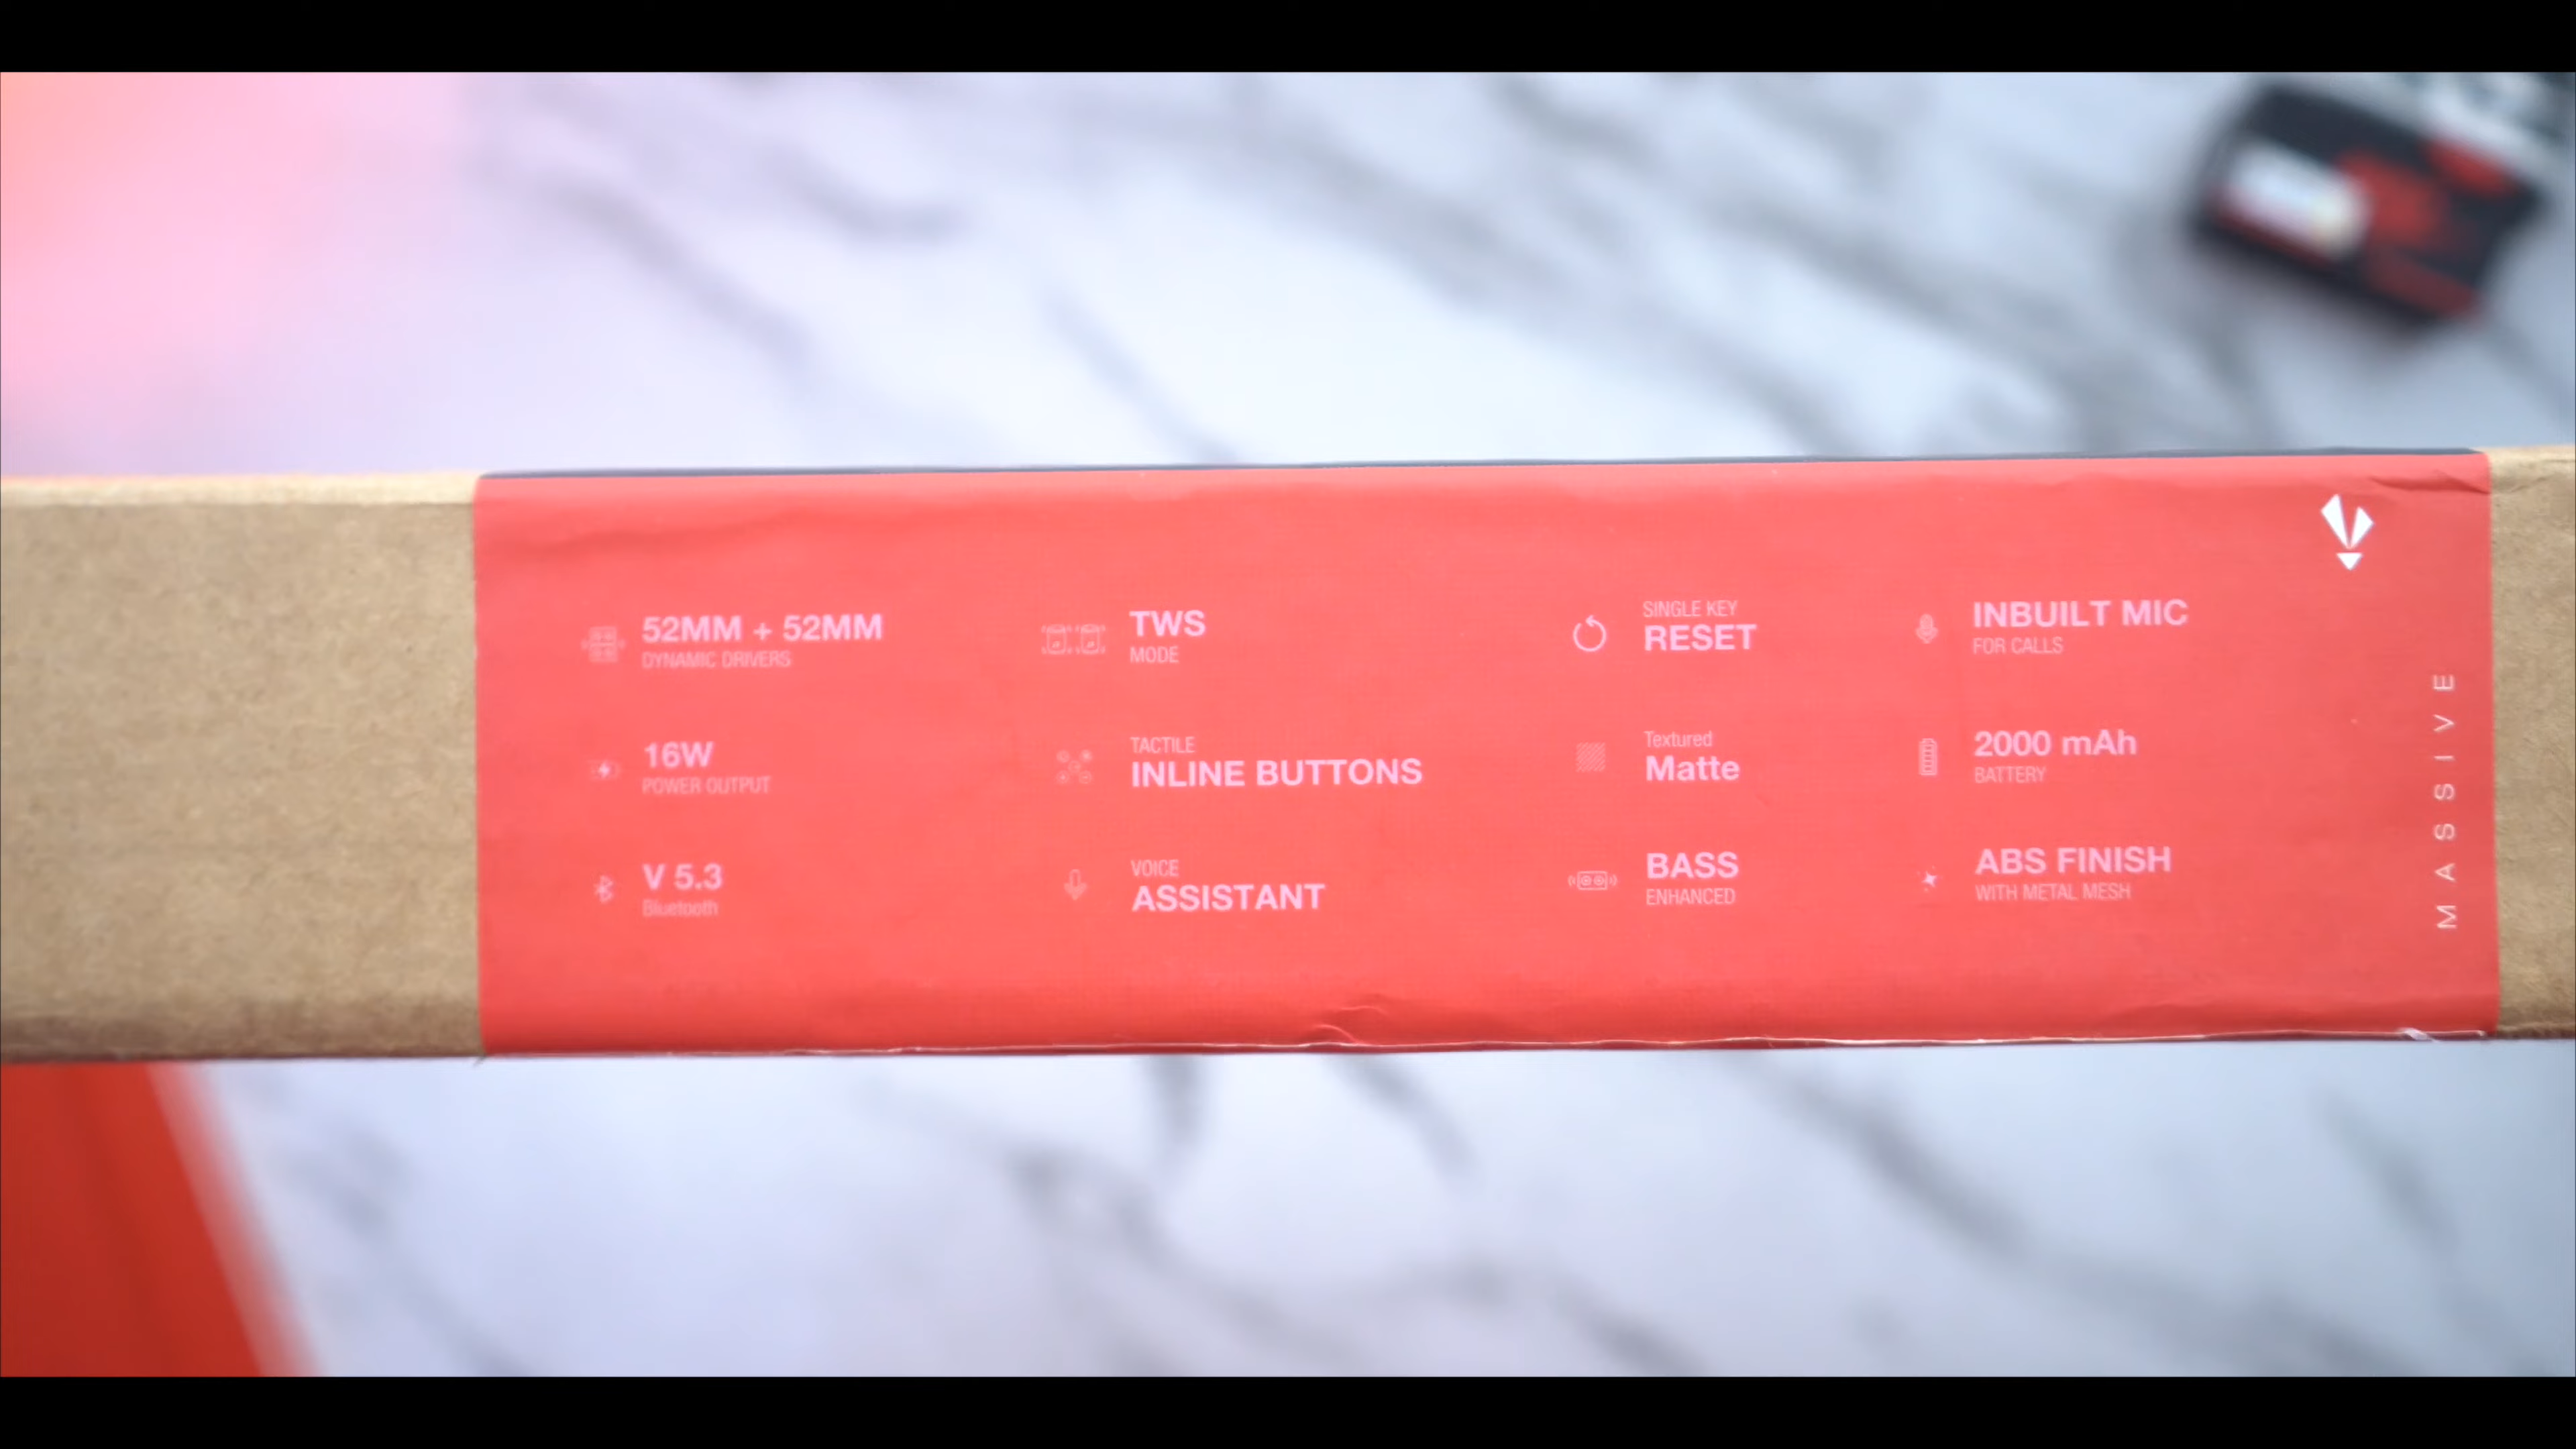 52MM + 52MM
DYNAMIC DRIVERS
16W
POWER OUTPUT
V 5.3
Bluetooth
TWS
MODE
TACTILE
INLINE BUTTONS
VOICE
ASSISTANT
SINGLE KEY
RESET
Textured
Matte
BASS
ENHANCED
INBUILT MIC
FOR CALLS
2000 mAh
BATTERY
ABS FINISH
WITH METAL MESH
MASSIVE